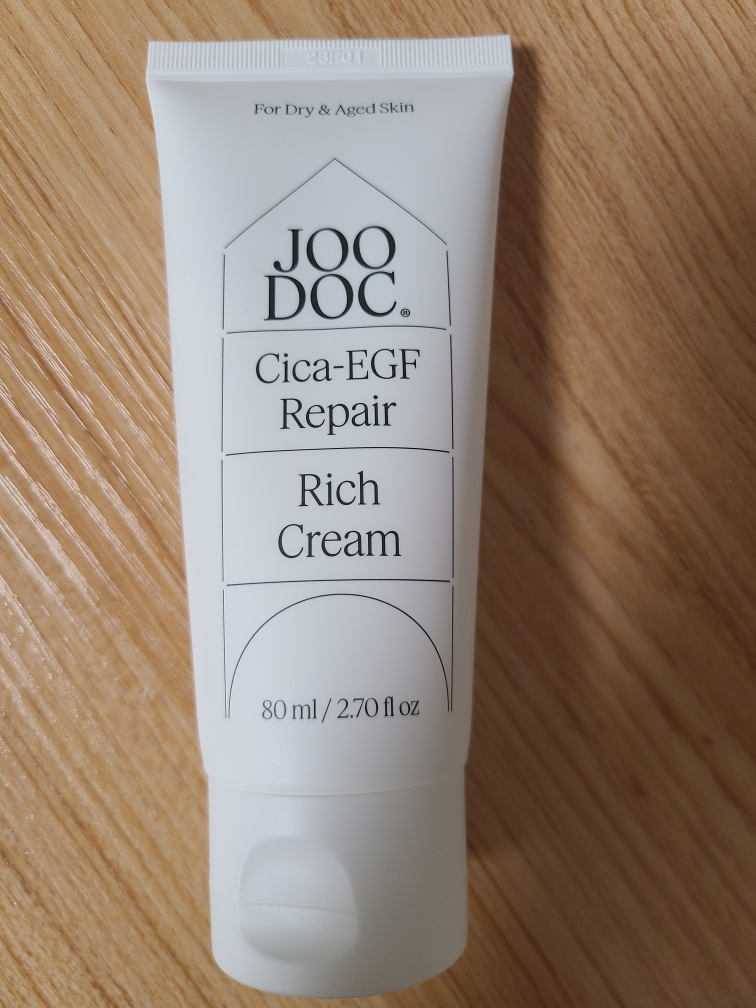 For Dry & Aged Skin
JOO
DOC®
Cica-EGF
Repair
Rich
Cream
80 ml / 2.70 fl oz